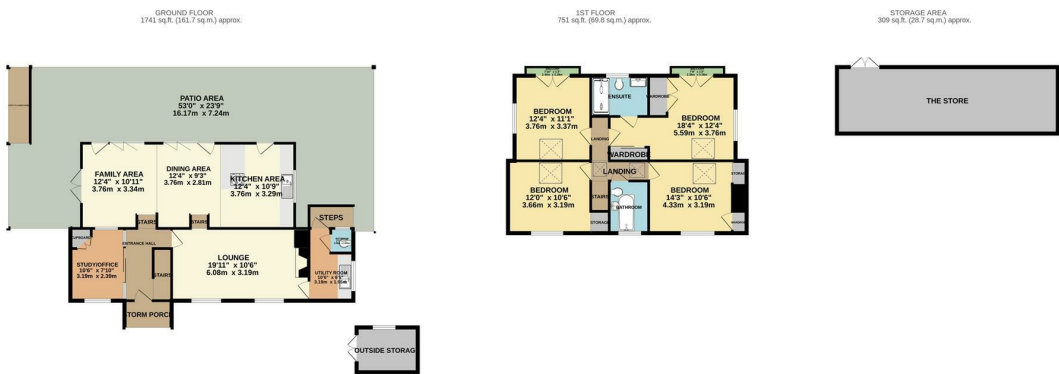 GROUND FLOOR
1741 sq.ft. (161.7 sq.m.) approx.
PATIO AREA
53'0" x 23'9"
16.17m x 7.24m
FAMILY AREA
12'4" x 10'11"
3.76m x 3.34m
DINING AREA
12'4" x 9'3"
3.76m x 2.81m
KITCHEN AREA
12'4" x 10'9"
3.76m x 3.29m
STAIRS
STAIRS
STEPS
CUPBOARD
ENTRANCE HALL
STUDY/OFFICE
10'6" x 7'10"
3.19m x 2.39m
STAIRS
LOUNGE
19'11" x 10'6"
6.08m x 3.19m
UTILITY ROOM
STORM PORCH
OUTSIDE STORAGE
1ST FLOOR
751 sq.ft. (69.8 sq.m.) approx.
BEDROOM
12'4" x 11'1"
3.76m x 3.37m
ENSUITE
WARDROBE
BEDROOM
18'4" x 12'4"
5.59m x 3.76m
LANDING
WARDROBE
LANDING
BEDROOM
12'0" x 10'6"
3.66m x 3.19m
STAIRS
STORAGE
BATHROOM
BEDROOM
14'3" x 10'6"
4.33m x 3.19m
STORAGE
STORAGE AREA
309 sq.ft. (28.7 sq.m.) approx.
THE STORE